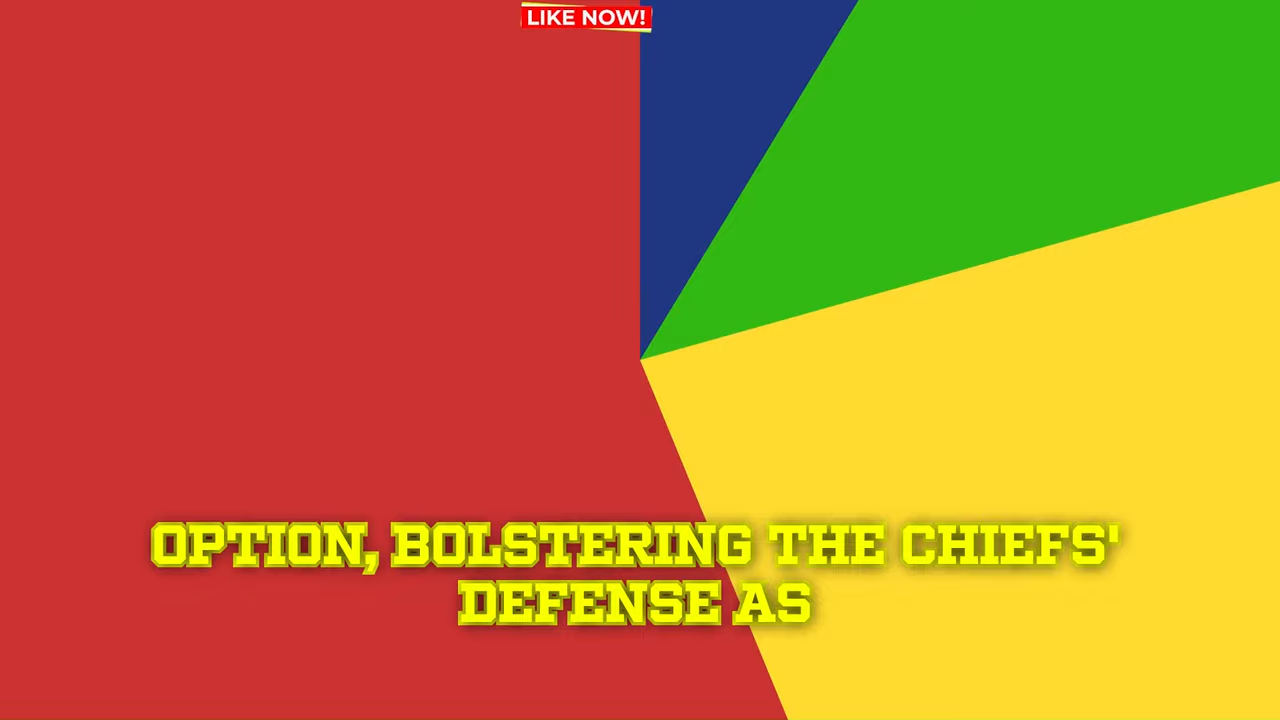 LIKE NOW!
OPTION, BOLSTERING THE CHIEFS'
DEFENSE AS